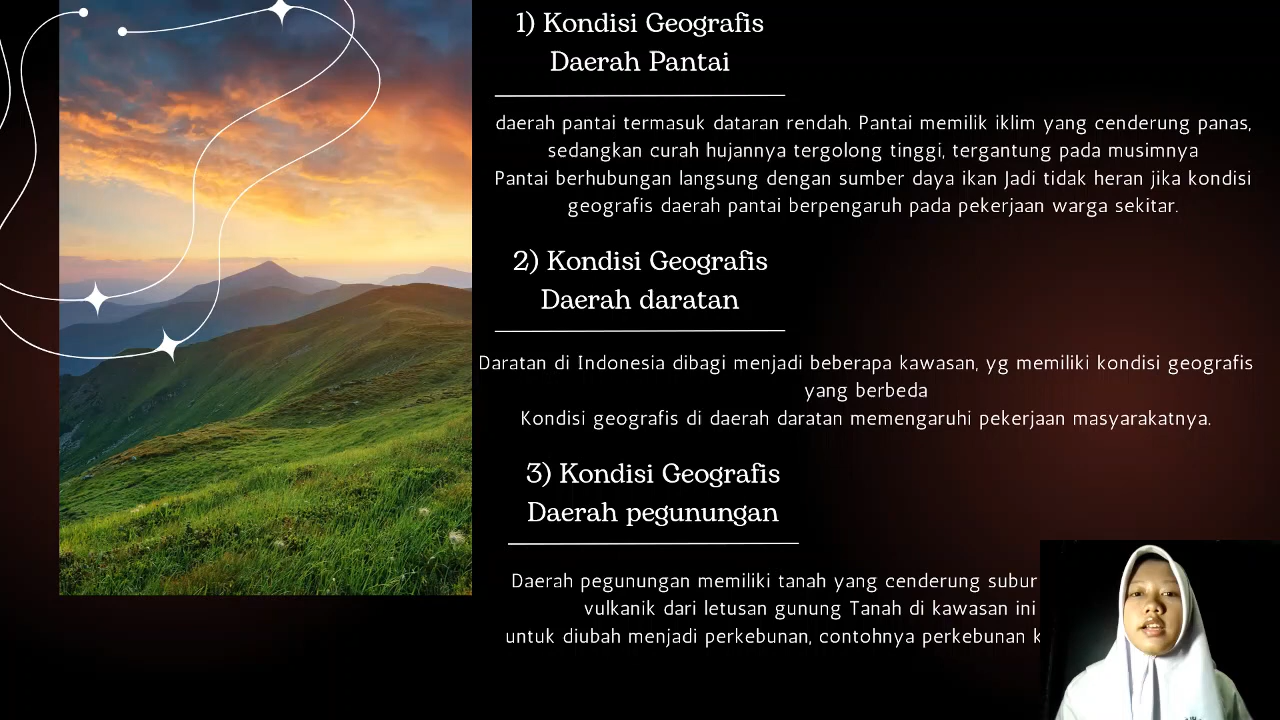 1) Kondisi Geografis
Daerah Pantai
daerah pantai termasuk dataran rendah. Pantai memilik iklim yang cenderung panas,
sedangkan curah hujannya tergolong tinggi, tergantung pada musimnya
Pantai berhubungan langsung dengan sumber daya ikan Jadi tidak heran jika kondisi
geografis daerah pantai berpengaruh pada pekerjaan warga sekitar.
2) Kondisi Geografis
Daerah daratan
Daratan di Indonesia dibagi menjadi beberapa kawasan, yg memiliki kondisi geografis
yang berbeda
Kondisi geografis di daerah daratan memengaruhi pekerjaan masyarakatnya.
3) Kondisi Geografis
Daerah pegunungan
Daerah pegunungan memiliki tanah yang cenderung subur
vulkanik dari letusan gunung Tanah di kawasan ini
untuk diubah menjadi perkebunan, contohnya perkebunan